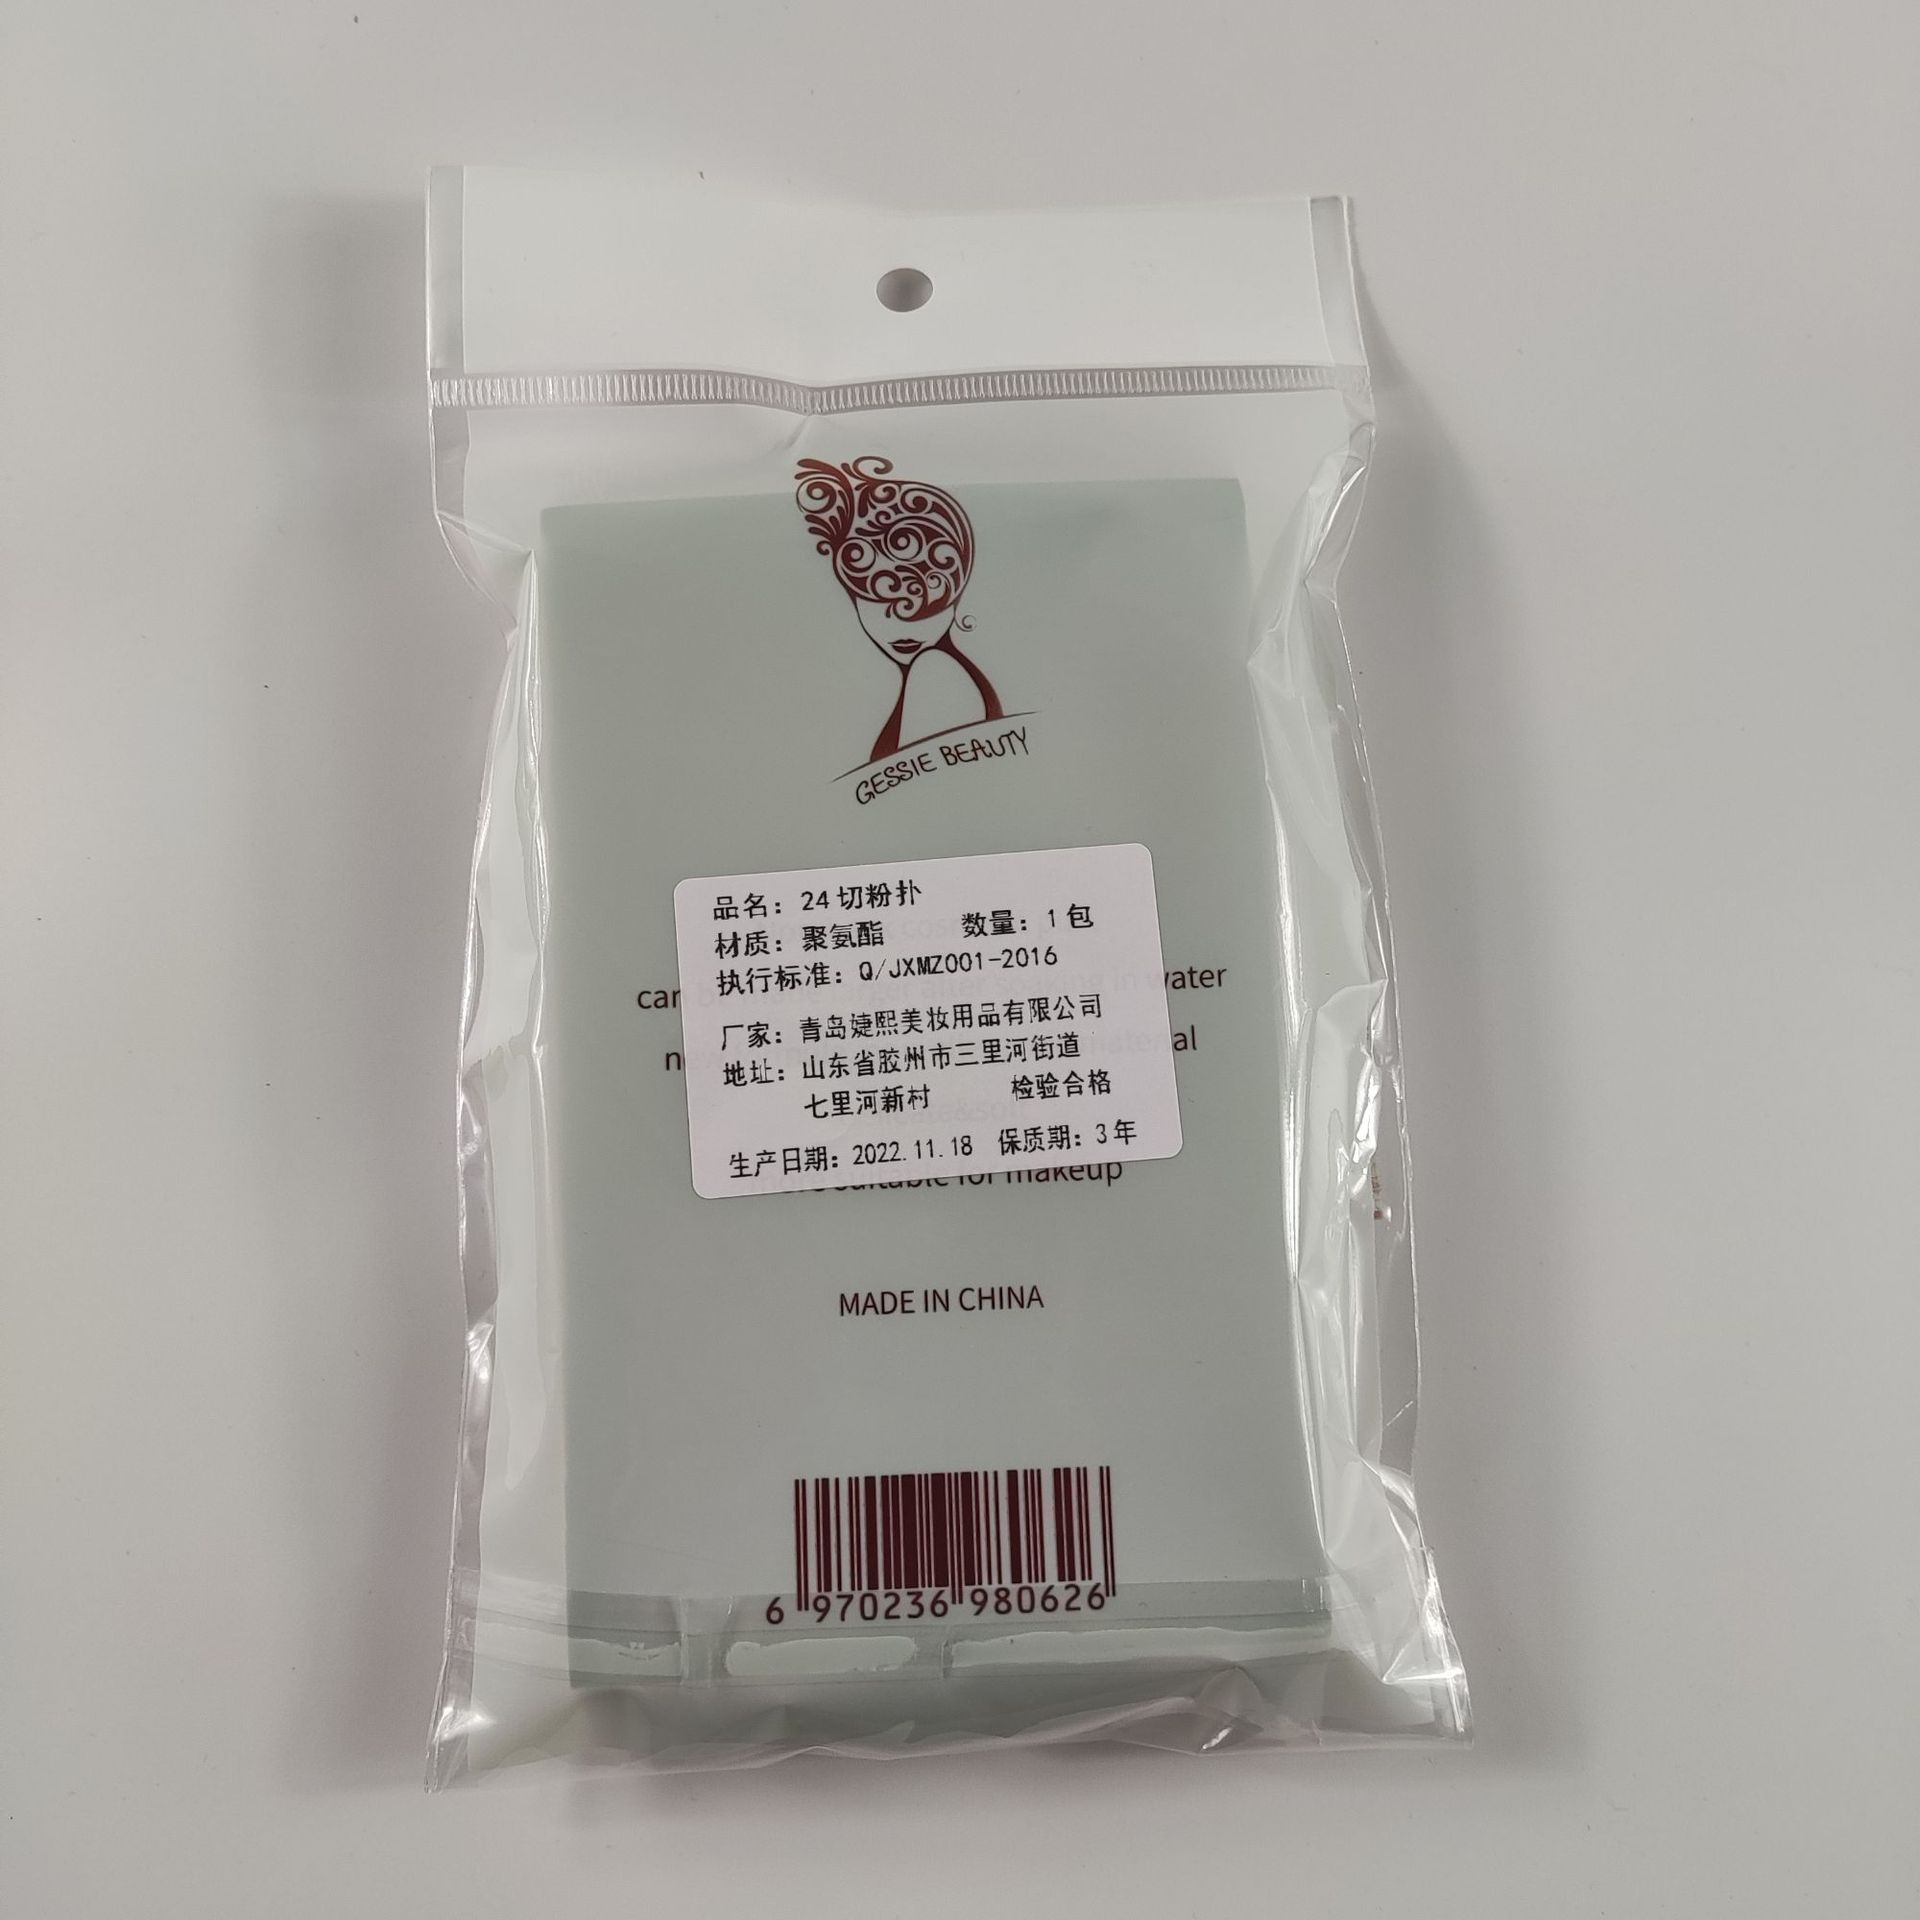 GESSIE BEAUTY
品名：24切粉扑
材质：聚氨酯 数量：1包
执行标准：Q/JXMZ001-2016
water
厂家：青岛婕熙美妆用品有限公司
地址：山东省胶州市三里河街道
七里河新村 检验合格
生产日期：2022.11.18 保质期：3年
suitable for makeup
MADE IN CHINA
6 970236 980626